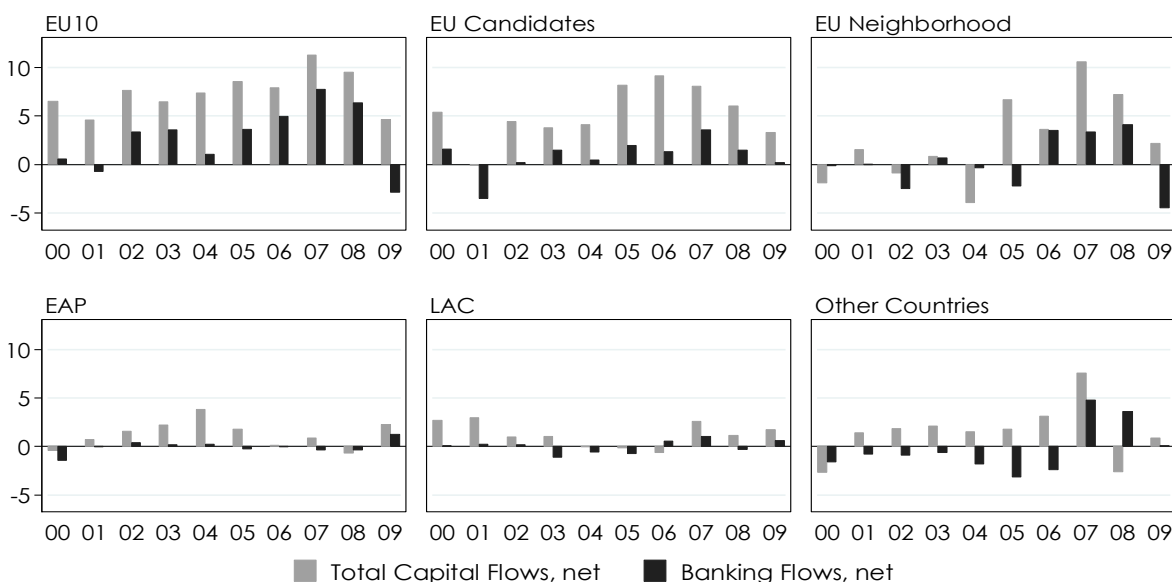 EU10 EU Candidates EU Neighborhood
10
5
0
-5
00 01 02 03 04 05 06 07 08 09 00 01 02 03 04 05 06 07 08 09 00 01 02 03 04 05 06 07 08 09
EAP LAC Other Countries
10
5
0
-5
00 01 02 03 04 05 06 07 08 09 00 01 02 03 04 05 06 07 08 09 00 01 02 03 04 05 06 07 08 09
Total Capital Flows, net Banking Flows, net